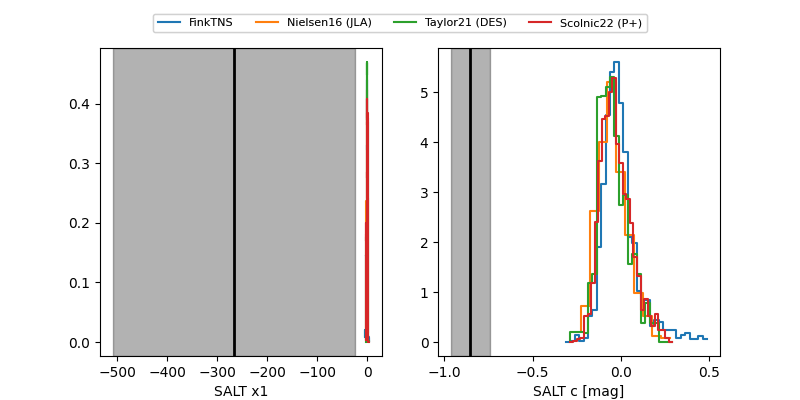 FinkTNS Nielsen16 (JLA) Taylor21 (DES) Scolnic22 (P+)
0.4
0.3
0.2
0.1
0.0
−500 −400 −300 −200 −100 0
SALT x1
5
4
3
2
1
0
−1.0 −0.5 0.0 0.5
SALT c [mag]